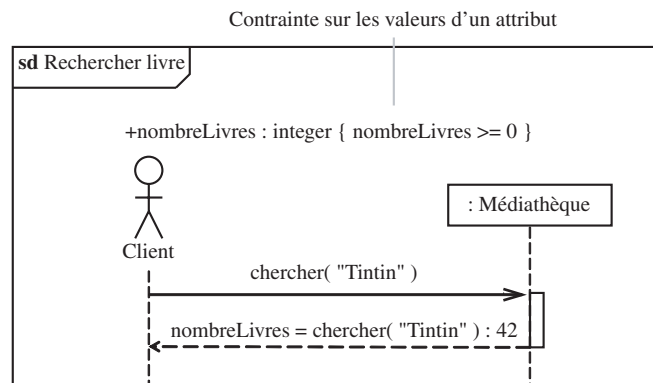 Contrainte sur les valeurs d’un attribut
sd Rechercher livre
+nombreLivres : integer { nombreLivres >= 0 }
: Médiathèque
Client
chercher( "Tintin" )
nombreLivres = chercher( "Tintin" ) : 42